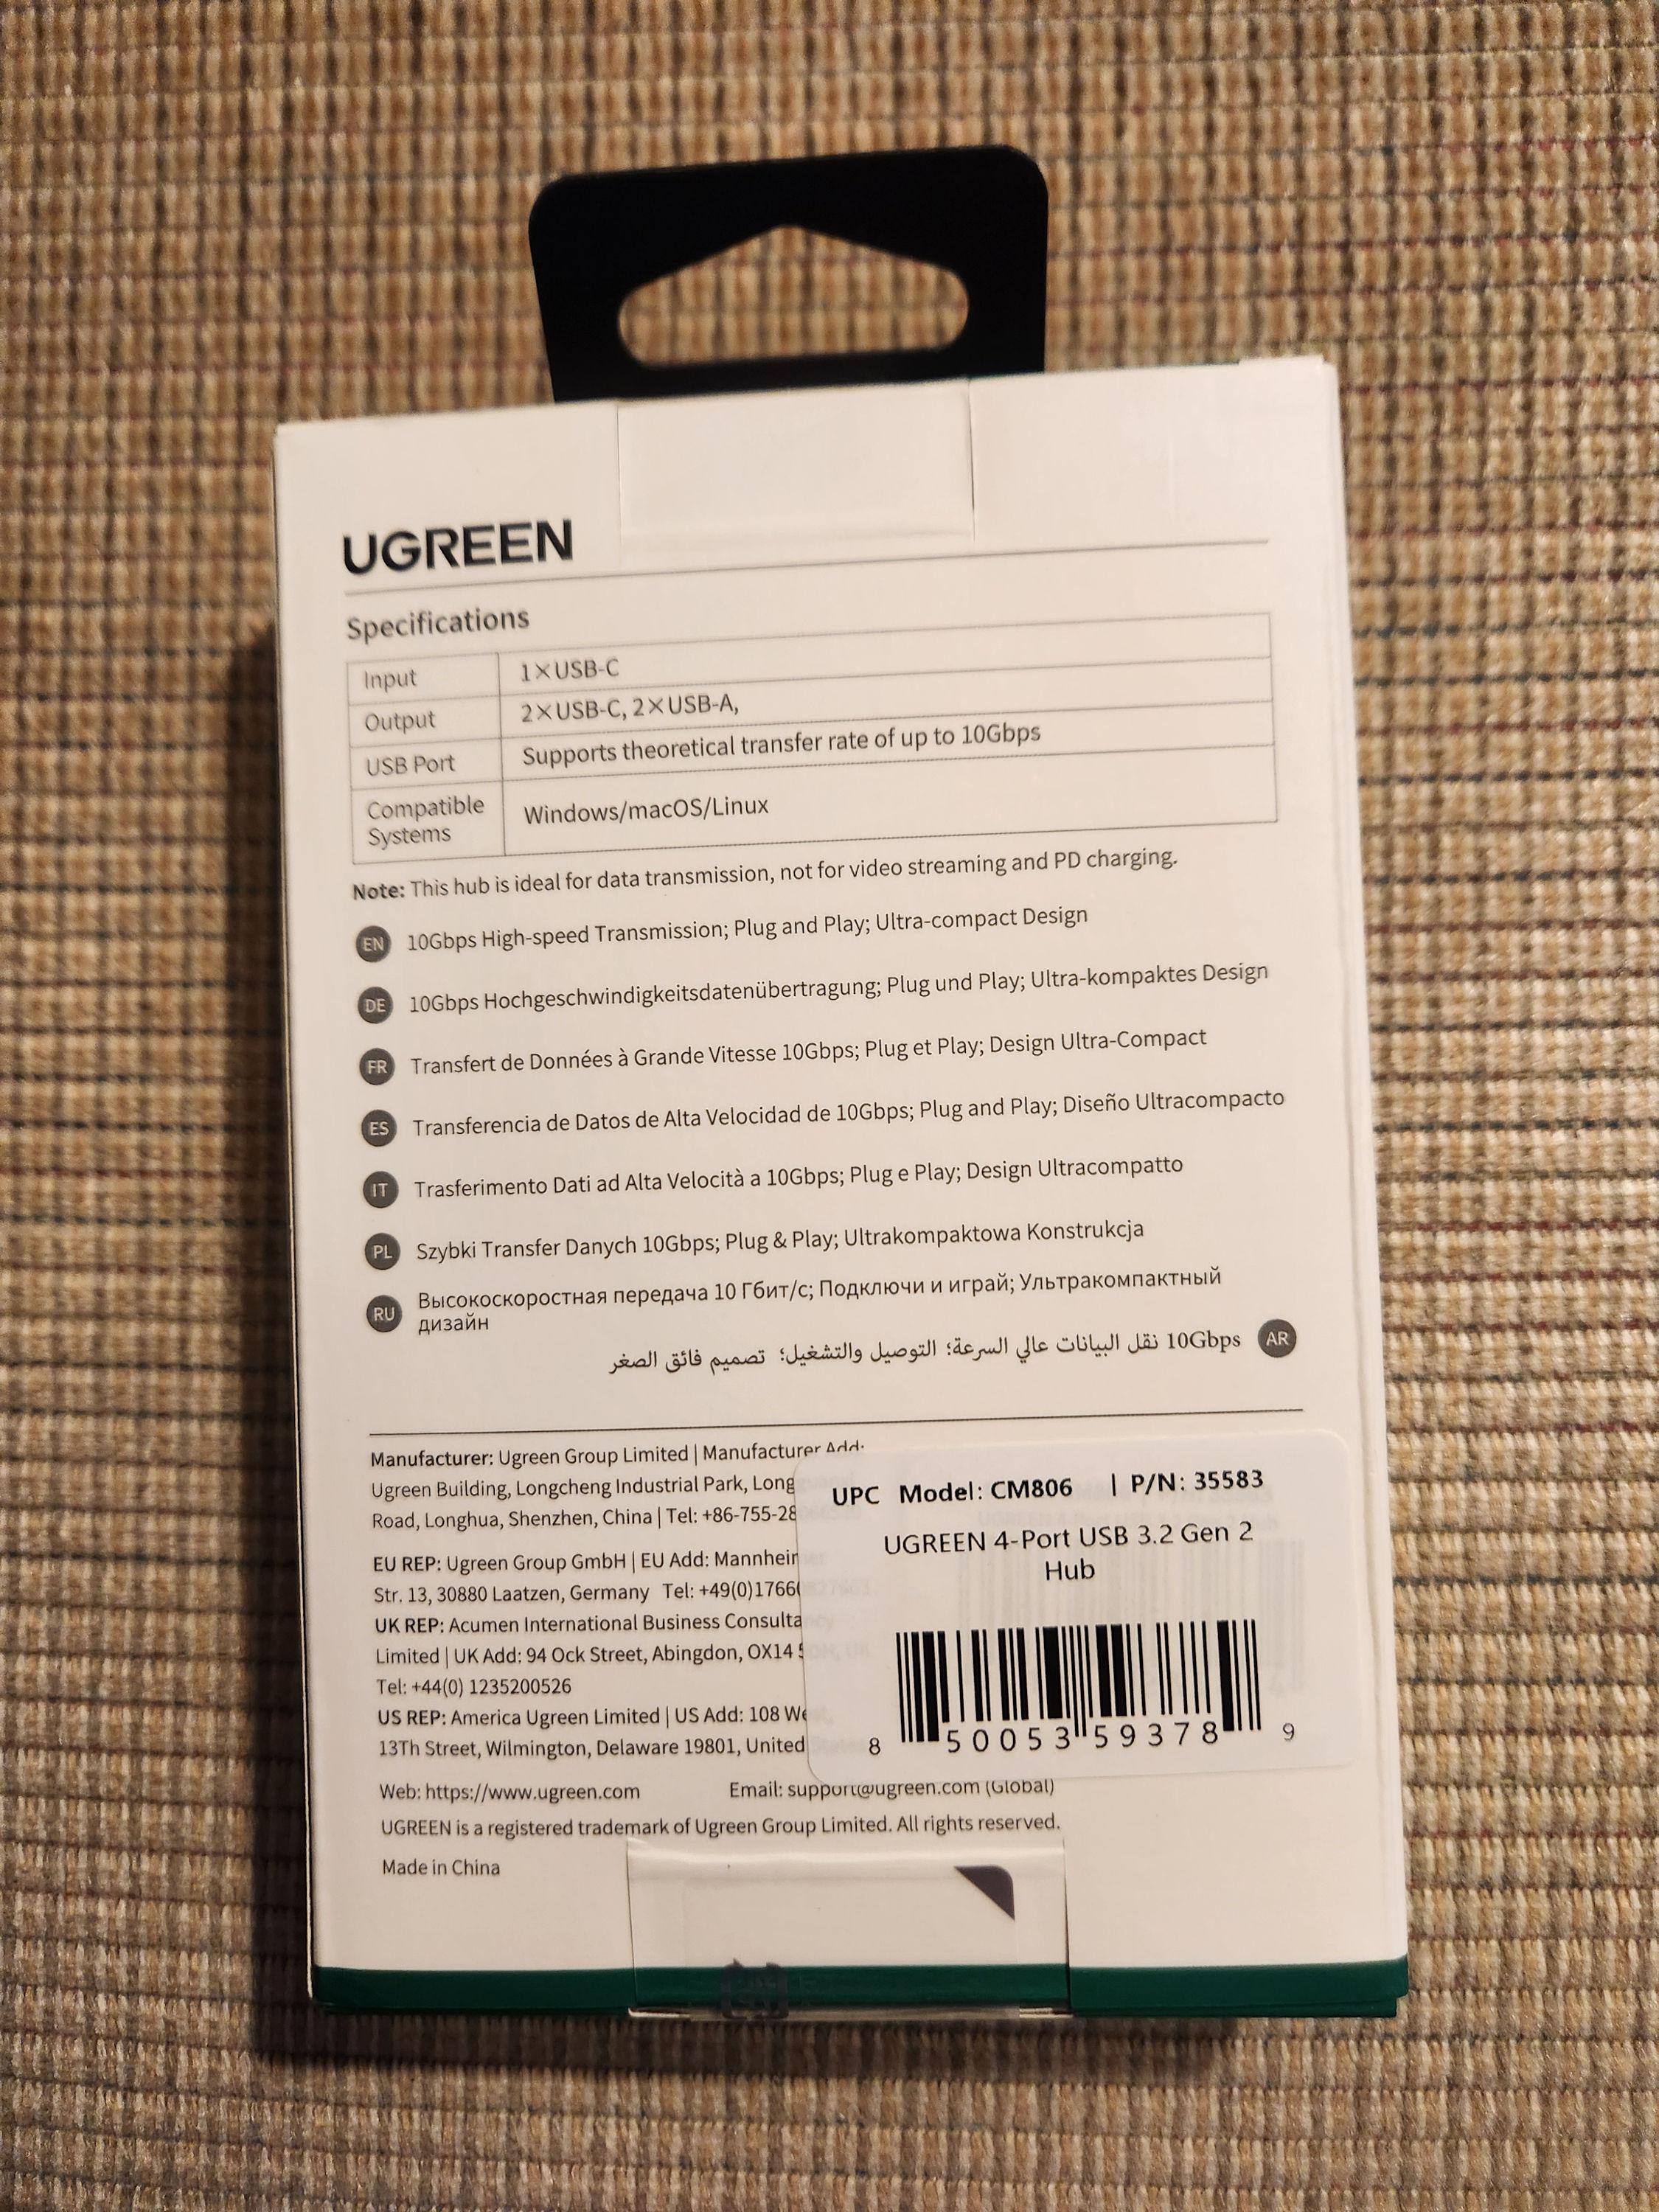 UGREEN
Specifications
Input 1×USB-C
Output 2×USB-C, 2×USB-A,
USB Port Supports theoretical transfer rate of up to 10Gbps
Compatible Systems Windows/macOS/Linux
Note: This hub is ideal for data transmission, not for video streaming and PD charging.
EN 10Gbps High-speed Transmission; Plug and Play; Ultra-compact Design
DE 10Gbps Hochgeschwindigkeitsdatenübertragung; Plug und Play; Ultra-kompaktes Design
FR Transfert de Données à Grande Vitesse 10Gbps; Plug et Play; Design Ultra-Compact
ES Transferencia de Datos de Alta Velocidad de 10Gbps; Plug and Play; Diseño Ultracompacto
IT Trasferimento Dati ad Alta Velocità a 10Gbps; Plug e Play; Design Ultracompatto
PL Szybki Transfer Danych 10Gbps; Plug & Play; Ultrakompaktowa Konstrukcja
RU Высокоскоростная передача 10 Гбит/с; Подключи и играй; Ультракомпактный
дизайн
AR 10Gbps نقل البيانات عالي السرعة؛ التوصيل والتشغيل؛ تصميم فائق الصغر
Manufacturer: Ugreen Group Limited | Manufacturer Add:
Ugreen Building, Longcheng Industrial Park, Long
Road, Longhua, Shenzhen, China | Tel: +86-755-28
EU REP: Ugreen Group GmbH | EU Add: Mannheim
Str. 13, 30880 Laatzen, Germany Tel: +49(0)1766
UK REP: Acumen International Business Consulta
Limited | UK Add: 94 Ock Street, Abingdon, OX14 5
Tel: +44(0) 1235200526
US REP: America Ugreen Limited | US Add: 108 We
13Th Street, Wilmington, Delaware 19801, United
Web: https://www.ugreen.com Email: support@ugreen.com (Global)
UGREEN is a registered trademark of Ugreen Group Limited. All rights reserved.
Made in China
UPC Model: CM806 | P/N: 35583
UGREEN 4-Port USB 3.2 Gen 2
Hub
8 50053 59378 9